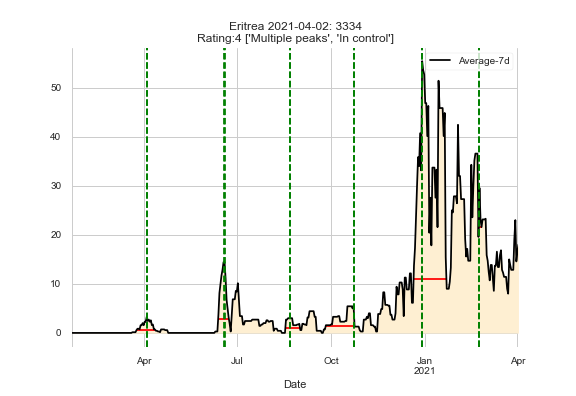 Eritrea 2021-04-02: 3334
Rating:4 ['Multiple peaks', 'In control']
Average-7d
50
40
30
20
10
0
Apr
Jul
Oct
Jan
2021
Apr
Date